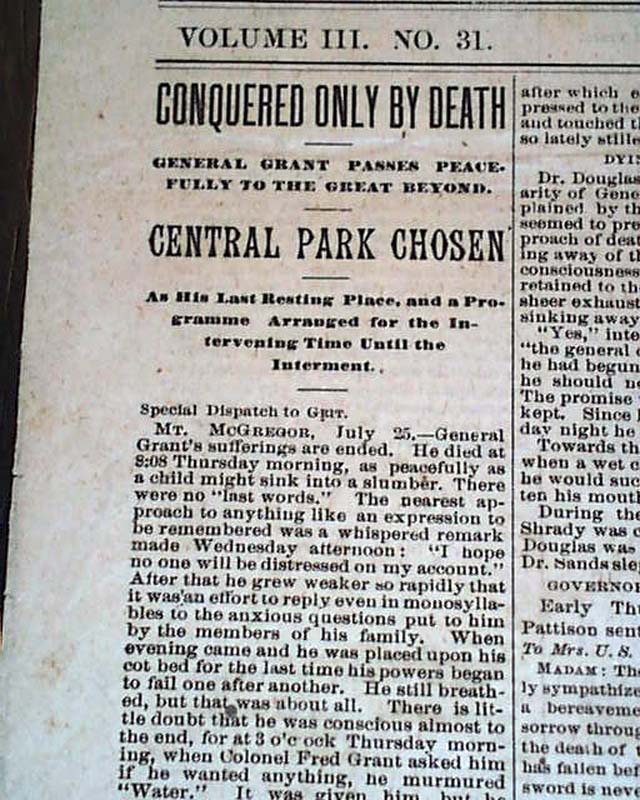 VOLUME III. NO. 31.
CONQUERED ONLY BY DEATH
GENERAL GRANT PASSES PEACE-
FULLY TO THE GREAT BEYOND.
CENTRAL PARK CHOSEN
As His Last Resting Place, and a Pro-
gramme Arranged for the In-
tervening Time Until the
Interment.
Special Dispatch to GRIT.
MT. MCGREGOR, July 25.—General
Grant's sufferings are ended. He died at
8:08 Thursday morning, as peacefully as
a child might sink into a slumber. There
were no "last words." The nearest ap-
proach to anything like an expression to
be remembered was a whispered remark
made Wednesday afternoon: "I hope
no one will be distressed on my account."
After that he grew weaker so rapidly that
it was an effort to reply even in monosylla-
bles to the anxious questions put to him
by the members of his family. When
evening came and he was placed upon his
cot bed for the last time his powers began
to fail one after another. He still breath-
ed, but that was about all. There is lit-
tle doubt that he was conscious almost to
the end, for at 3 o'c ock Thursday morn-
ing, when Colonel Fred Grant asked him
if he wanted anything, he murmured
"Water." It was given him, but he
after which
pressed to the
and touched
so lately stille
DYIN
Dr. Douglas
arity of Gene
plained by th
seemed to pre
proach of deat
ing away of th
consciousness
retained to the
sheer exhaust
sinking away
"Yes," inte
"the general
he had begun
he should
The promise
kept. Since
day night he
Towards th
when a wet
he would suc
ten his mout
During the
Shrady was
Douglas was
Dr. Sands sle
GOVERNOR
Early Th
Pattison sent
To Mrs. U. S.
MADAM: Th
ly sympathize
a bereaveme
sorrow throug
the death of
has fallen bef
sword is neve